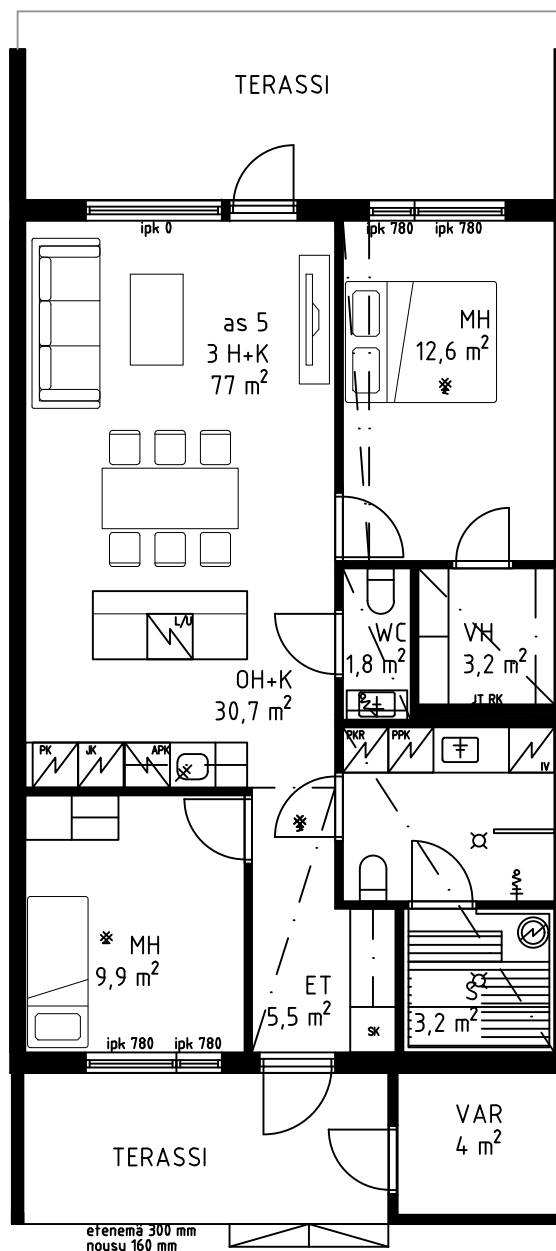 TERASSI
ipk 0
ipk 780 ipk 780
as 5
3 H+K
77 m²
MH
12,6 m²
L/U
WC
1,8 m²
VH
3,2 m²
JT RK
OH+K
30,7 m²
PK JK APK
PKR PPK
IV
MH
9,9 m²
ET
5,5 m²
SK
S
3,2 m²
ipk 780 ipk 780
VAR
4 m²
TERASSI
etenemä 300 mm
nousu 160 mm